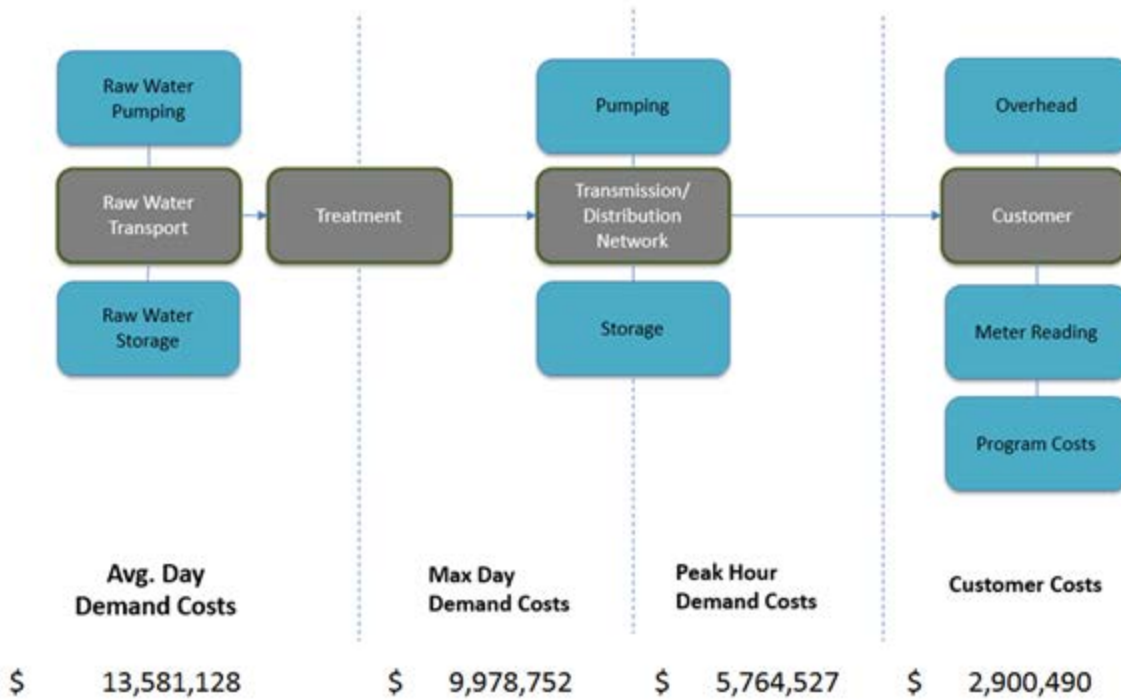 Raw Water
Pumping
Pumping
Overhead
Raw Water
Transport
Treatment
Transmission/
Distribution
Network
Customer
Raw Water
Storage
Storage
Meter Reading
Program Costs
Avg. Day
Demand Costs
Max Day
Demand Costs
Peak Hour
Demand Costs
Customer Costs
$ 13,581,128
$ 9,978,752
$ 5,764,527
$ 2,900,490